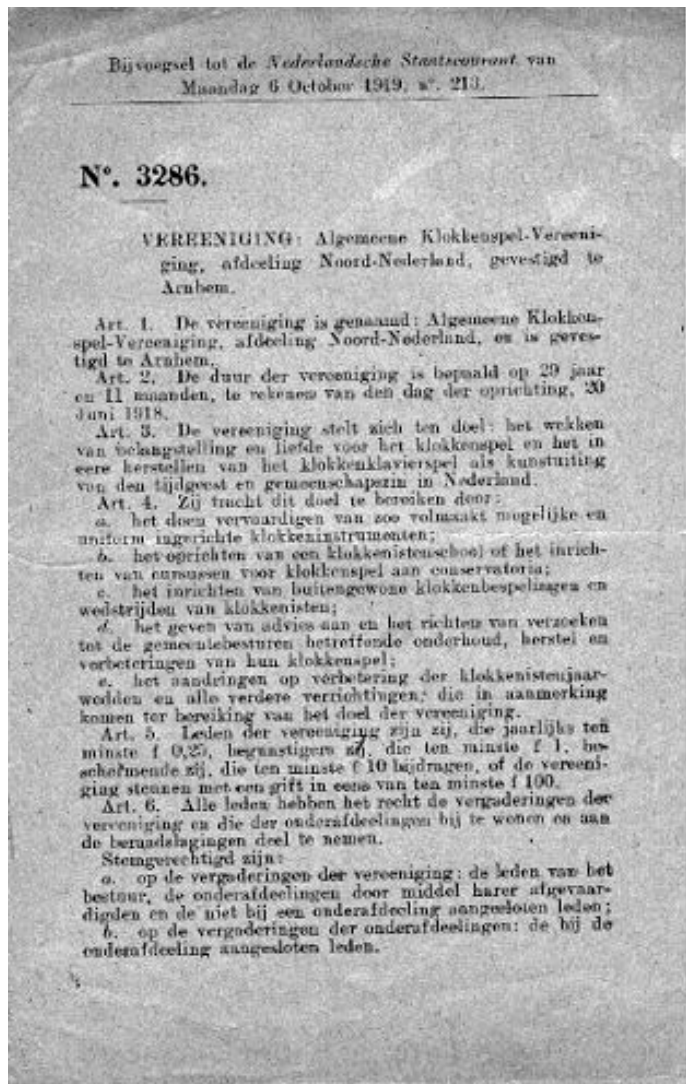 Bijvoegsel tot de Nederlandsche Staatscourant van
Maandag 6 October 1919, n°. 213.
N°. 3286.
VEREENIGING: Algemeene Klokkenspel-Vereeni-
ging, afdeeling Noord-Nederland, gevestigd te
Arnhem.
Art. 1. De vereeniging is genaamd: Algemeene Klokken-
spel-Vereeniging, afdeeling Noord-Nederland, en is geves-
tigd te Arnhem.
Art. 2. De duur der vereeniging is bepaald op 29 jaar
en 11 maanden, te rekenen van den dag der oprichting, 20
Juni 1918.
Art. 3. De vereeniging stelt zich ten doel: het wekken
van belangstelling en liefde voor het klokkenspel en het in
eere herstellen van het klokkenklavierspel als kunstuiting
van den tijdgeest en gemeenschapszin in Nederland.
Art. 4. Zij tracht dit doel te bereiken door:
a. het doen vervaardigen van zoo volmaakt mogelijke en
uniform ingerichte klokkeninstrumenten;
b. het oprichten van een klokkenistenschool of het inrich-
ten van cursussen voor klokkenspel aan conservatoria;
c. het inrichten van buitengewone klokkenbespelingen en
wedstrijden van klokkenisten;
d. het geven van advies aan en het richten van verzoeken
tot de gemeentebesturen betreffende onderhoud, herstel en
verbeteringen van hun klokkenspel;
e. het aandringen op verbetering der klokkenistenjaar-
wedden en alle verdere verrichtingen, die in aanmerking
komen ter bereiking van het doel der vereeniging.
Art. 5. Leden der vereeniging zijn zij, die jaarlijks ten
minste f 0,25, begunstigers zij, die ten minste f 1, be-
schermende zij, die ten minste f 10 bijdragen, of de vereeni-
ging steunen met een gift in eens van ten minste f 100.
Art. 6. Alle leden hebben het recht de vergaderingen der
vereeniging en die der onderafdeelingen bij te wonen en aan
de beraadslagingen deel te nemen.
Stemgerechtigd zijn:
a. op de vergaderingen der vereeniging: de leden van het
bestuur, de onderafdeelingen door middel harer afgevaar-
digden en de niet bij een onderafdeeling aangesloten leden;
b. op de vergaderingen der onderafdeelingen: de bij de
onderafdeeling aangesloten leden.